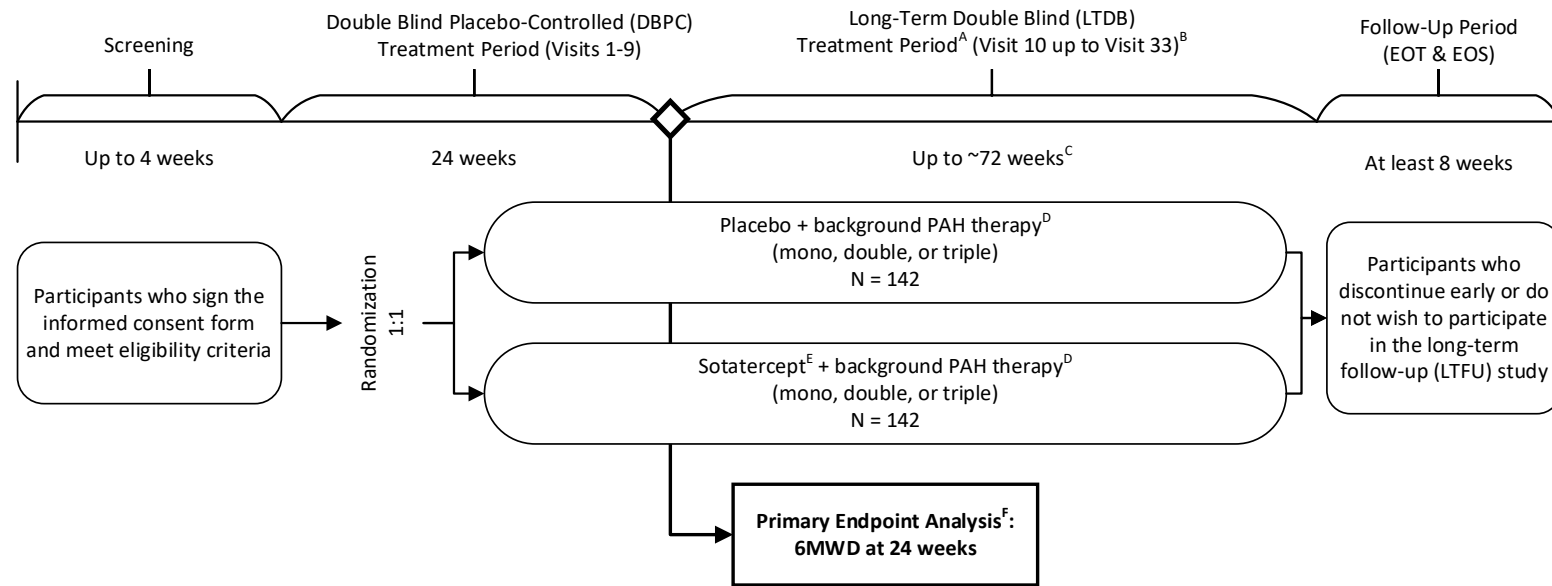 Screening
Double Blind Placebo-Controlled (DBPC)
Treatment Period (Visits 1-9)
Long-Term Double Blind (LTDB)
Treatment Period^A (Visit 10 up to Visit 33)^B
Follow-Up Period
(EOT & EOS)
Up to 4 weeks
24 weeks
Up to ~72 weeks^C
At least 8 weeks
Participants who sign the
informed consent form
and meet eligibility criteria
Randomization
1:1
Placebo + background PAH therapy^D
(mono, double, or triple)
N = 142
Sotatercept^E + background PAH therapy^D
(mono, double, or triple)
N = 142
Participants who
discontinue early or do
not wish to participate
in the long-term
follow-up (LTFU) study
Primary Endpoint Analysis^F:
6MWD at 24 weeks